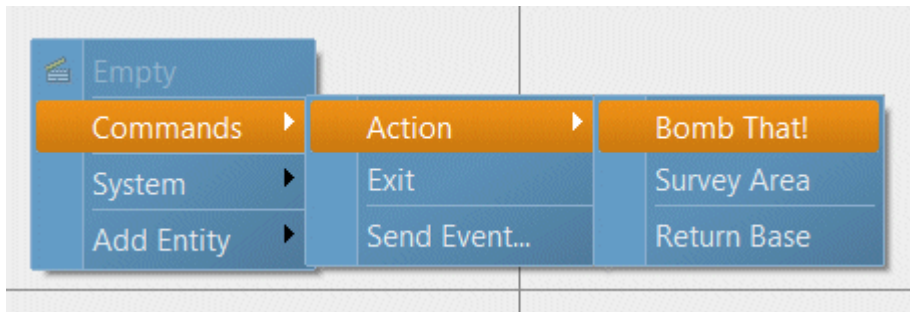 Empty
Commands
System
Add Entity
Action
Exit
Send Event...
Bomb That!
Survey Area
Return Base